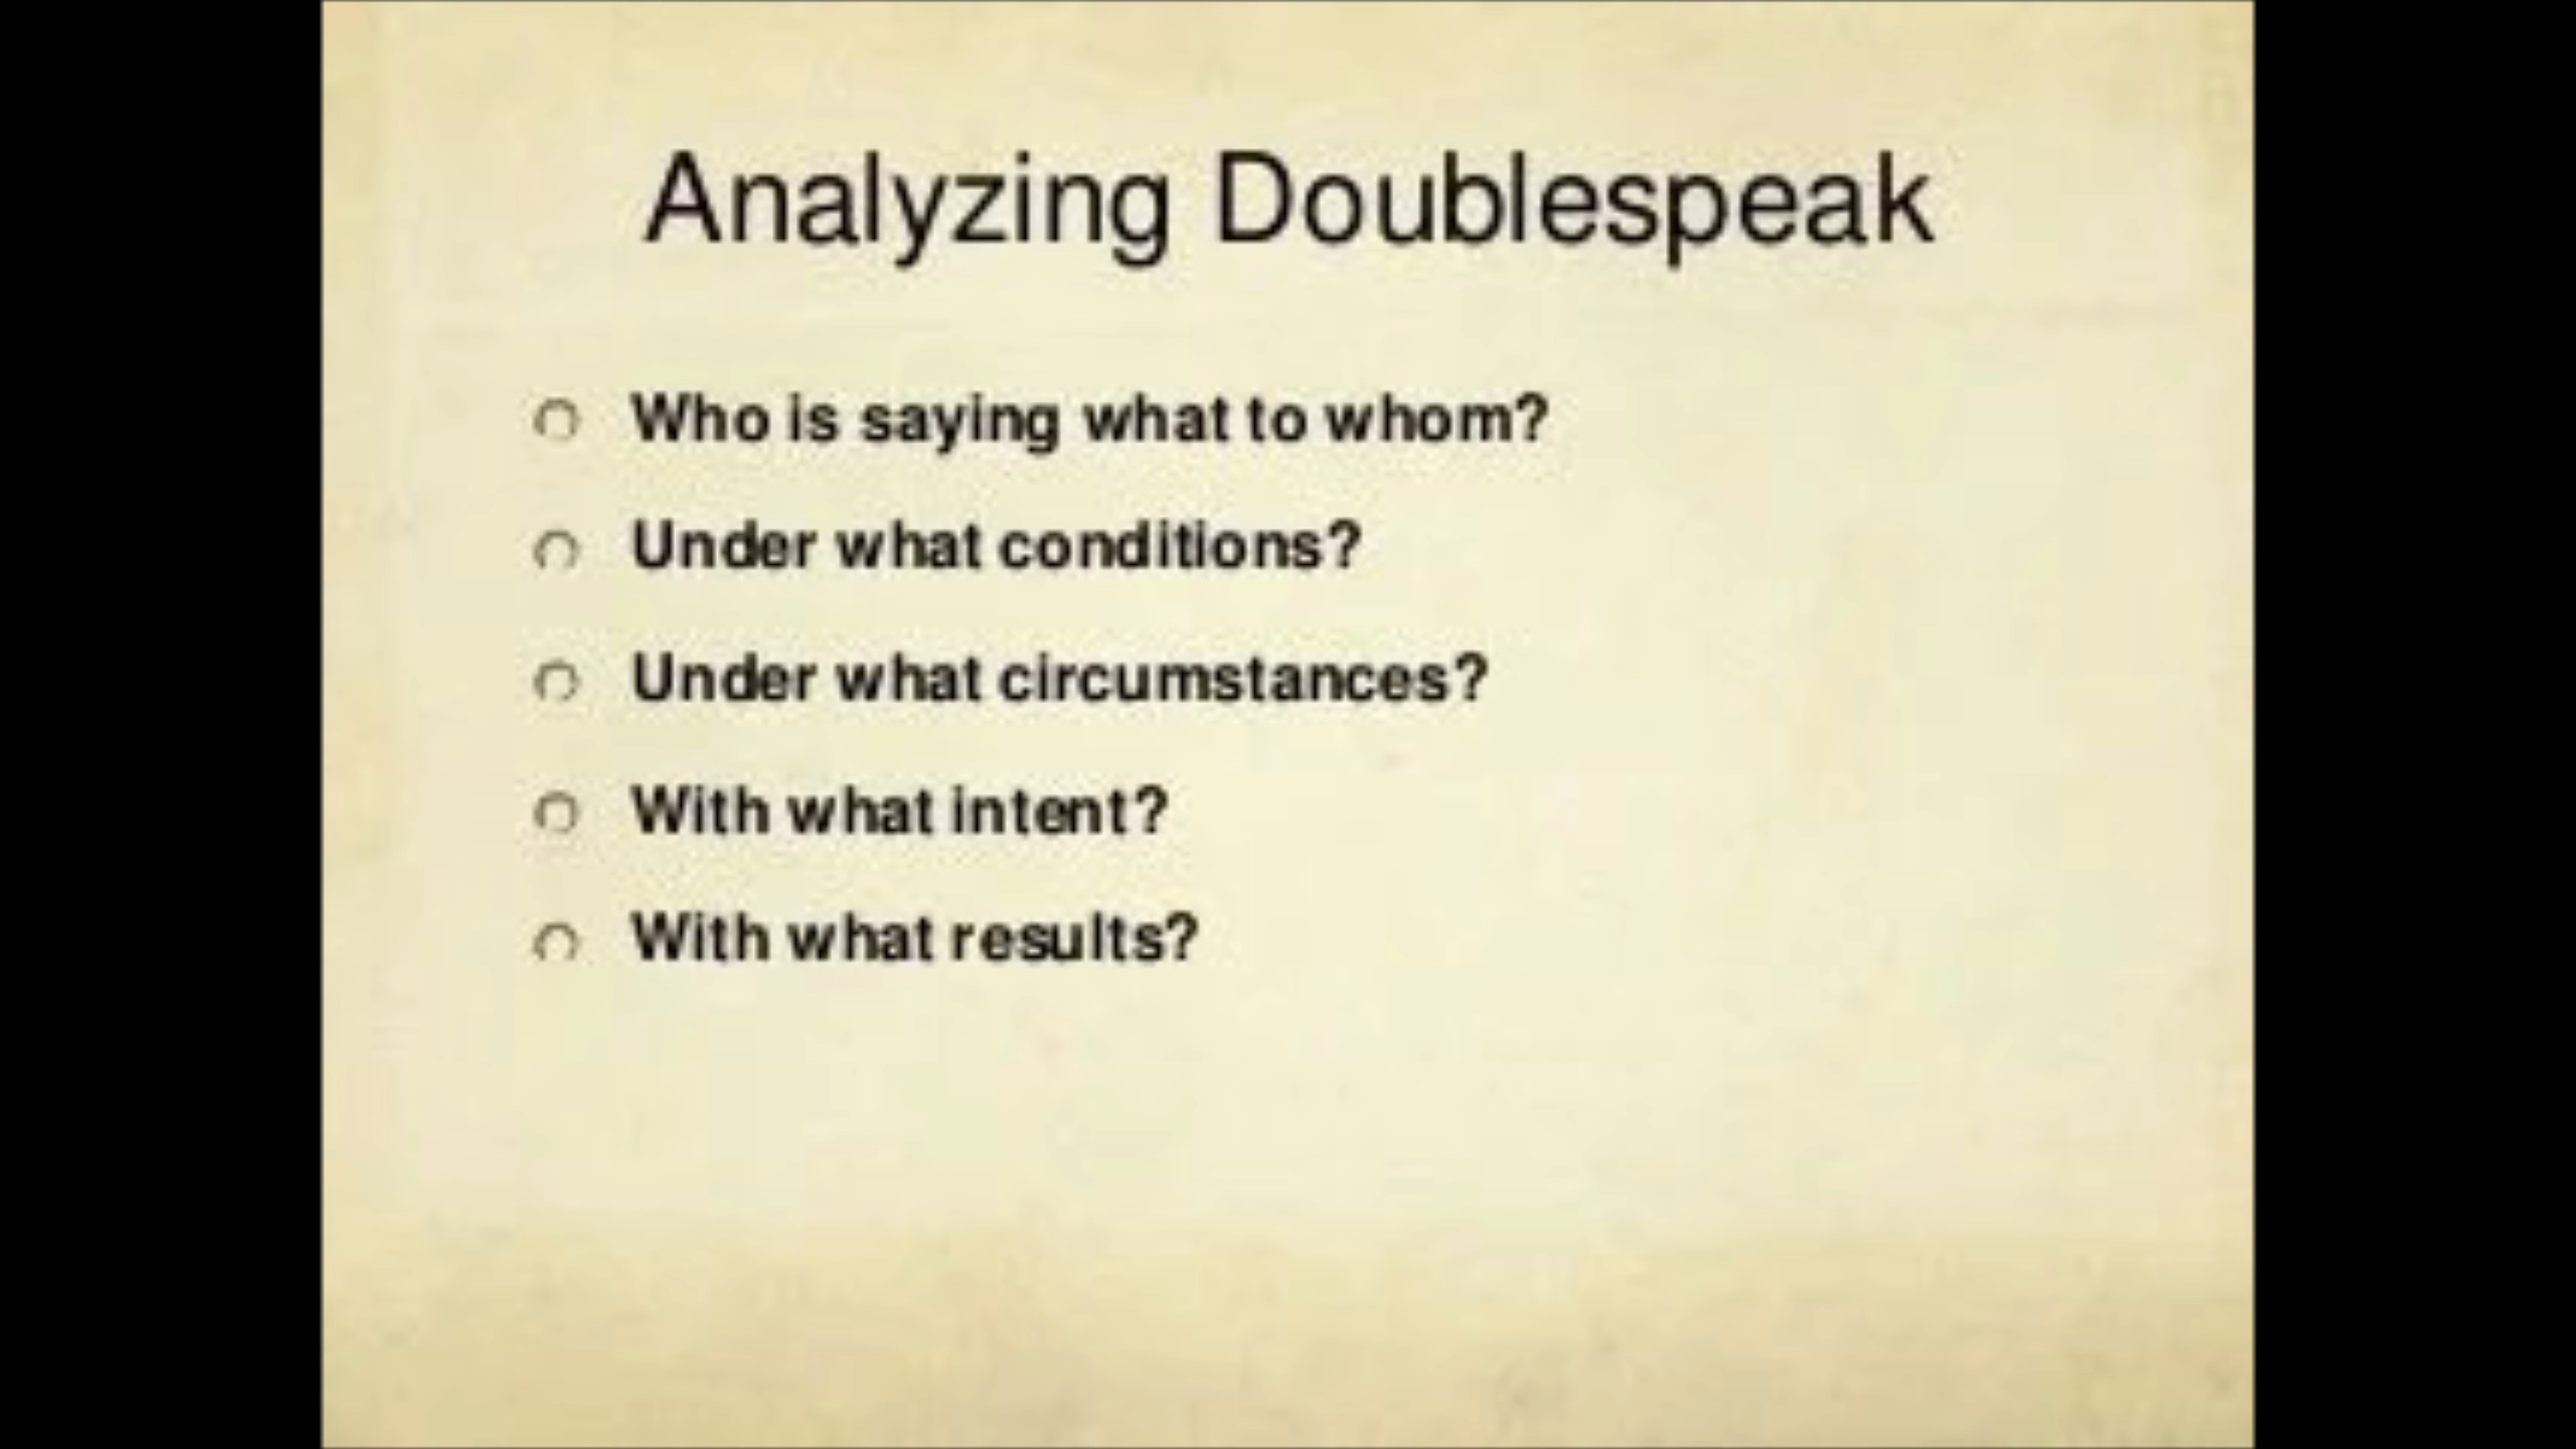 Analyzing Doublespeak
Who is saying what to whom?
Under what conditions?
Under what circumstances?
With what intent?
With what results?